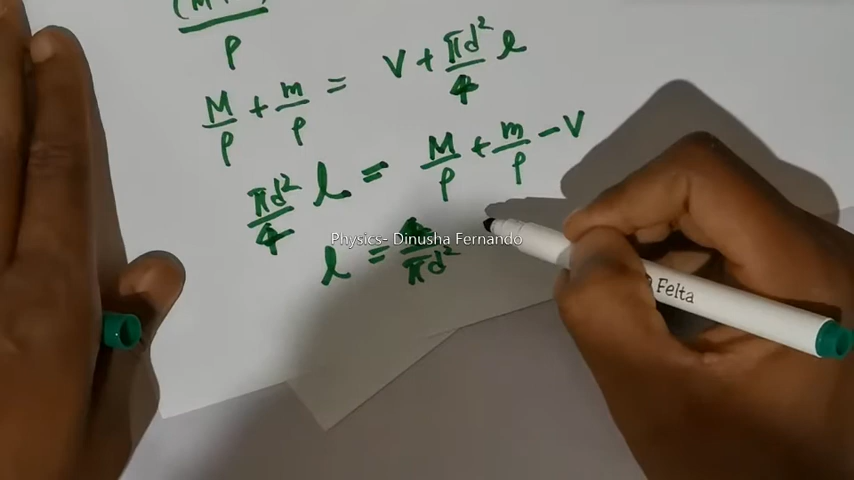 (M+
ρ
M/ρ + m/ρ = V + πd²/4 l
πd²/4 l = M/ρ + m/ρ - V
l = 4/πd²
Physics- Dinusha Fernando
Felta